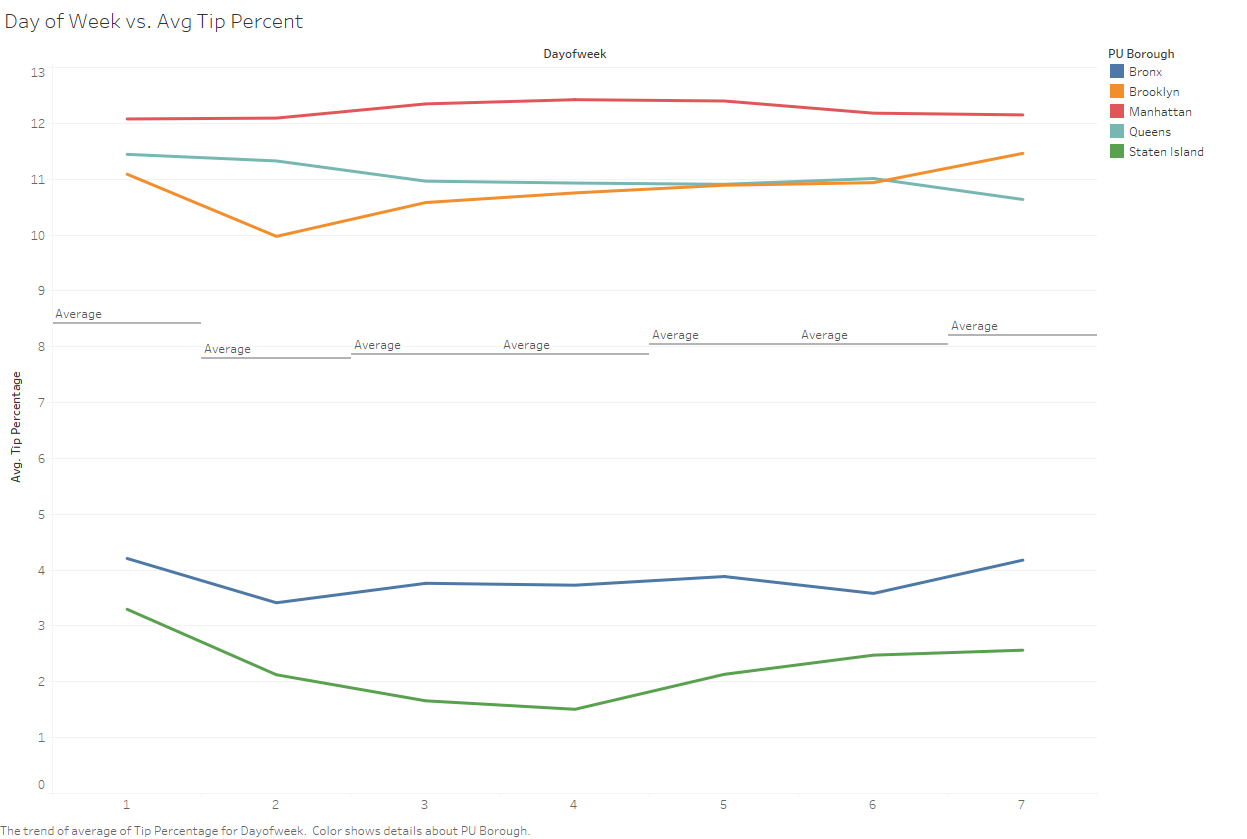 Day of Week vs. Avg Tip Percent
Dayofweek
PU Borough
Bronx
Brooklyn
Manhattan
Queens
Staten Island
13
12
11
10
9
8
7
6
5
4
3
2
1
0
Avg. Tip Percentage
Average
Average
Average
Average
Average
Average
Average
1 2 3 4 5 6 7
The trend of average of Tip Percentage for Dayofweek. Color shows details about PU Borough.